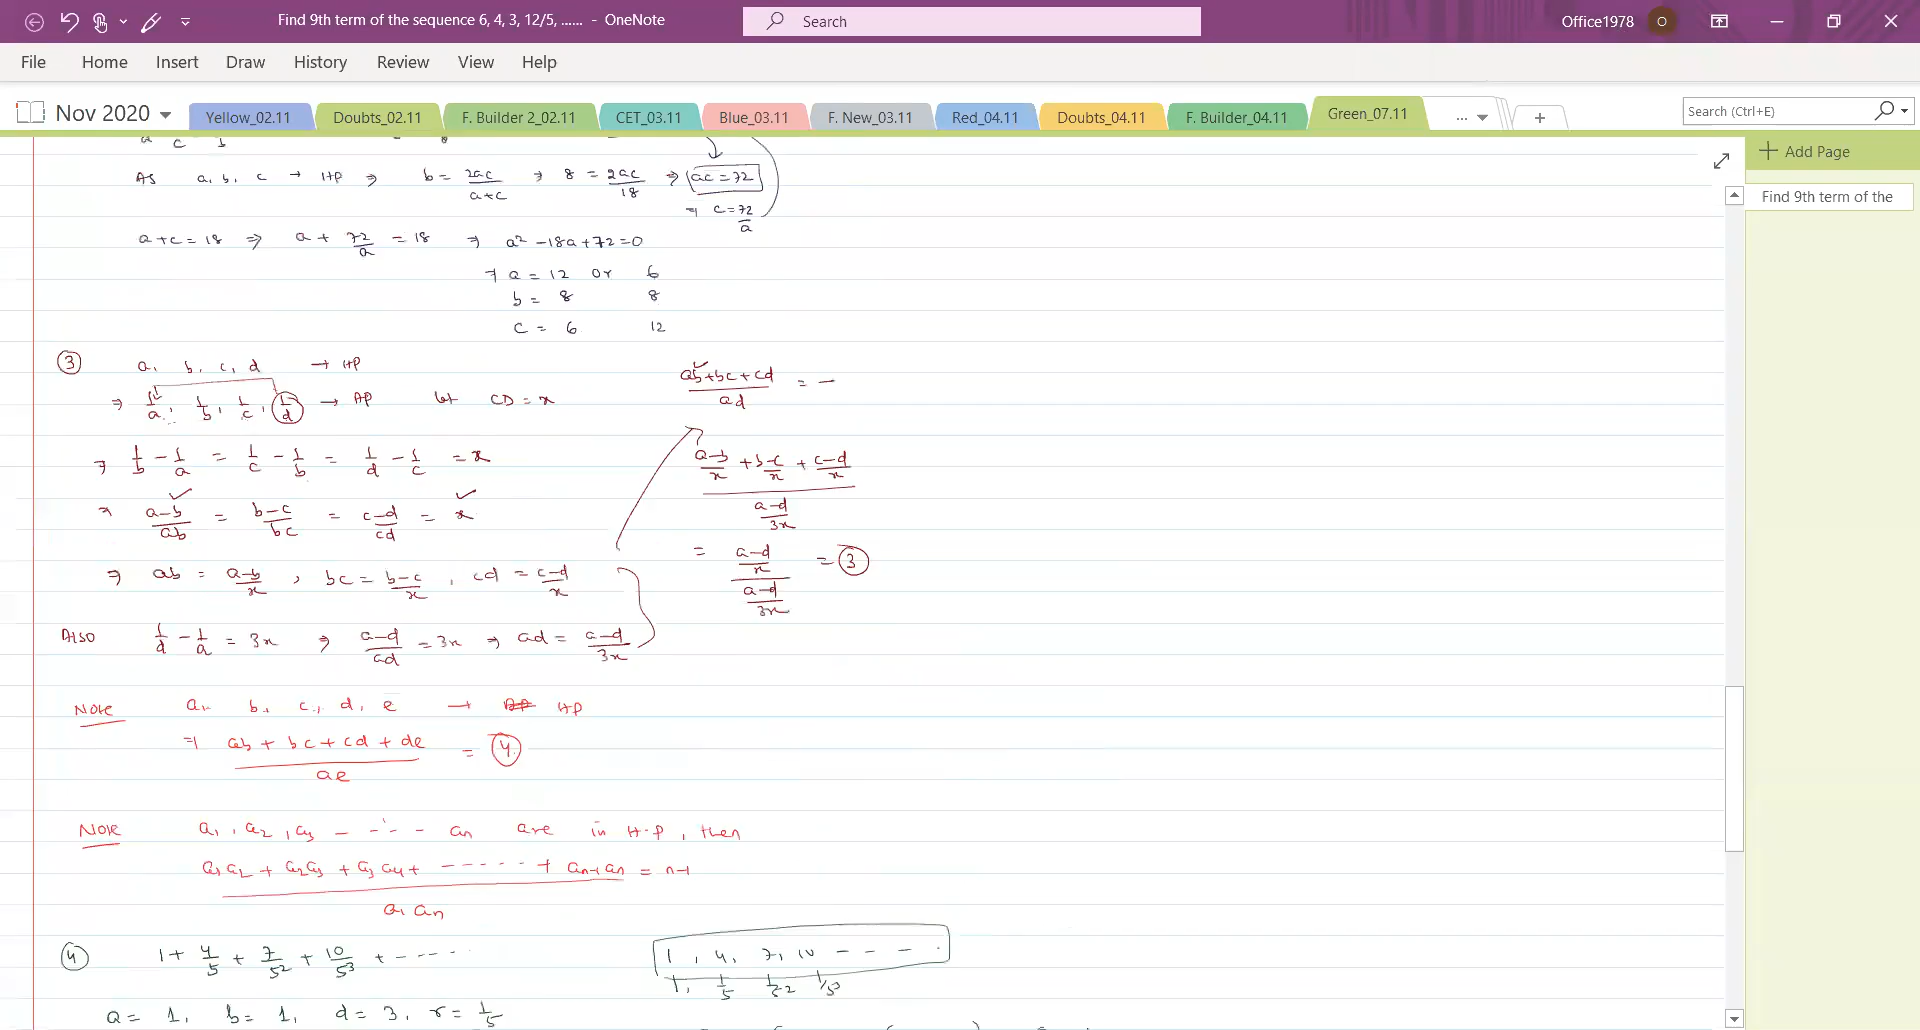 Find 9th term of the sequence 6, 4, 3, 12/5, ...... - OneNote
Search
Office1978
O
File Home Insert Draw History Review View Help
Nov 2020
Yellow_02.11 Doubts_02.11 F. Builder 2_02.11 CET_03.11 Blue_03.11 F. New_03.11 Red_04.11 Doubts_04.11 F. Builder_04.11 Green_07.11 ... +
Search (Ctrl+E)
Add Page
Find 9th term of the
As a, b, c → HP ⇒ b = 2ac/(a+c) ⇒ 8 = 2ac/18 ⇒ ac = 72
⇒ c = 72/a
a+c = 18 ⇒ a + 72/a = 18 ⇒ a² - 18a + 72 = 0
⇒ a = 12 or 6
b = 8 8
c = 6 12
③ a, b, c, d → HP
⇒ 1/a, 1/b, 1/c, 1/d → AP let CD = x
⇒ 1/b - 1/a = 1/c - 1/b = 1/d - 1/c = x
⇒ (a-b)/ab = (b-c)/bc = (c-d)/cd = x
⇒ ab = (a-b)/x, bc = (b-c)/x, cd = (c-d)/x
Also 1/d - 1/a = 3x ⇒ (a-d)/ad = 3x ⇒ ad = (a-d)/3x
(ab+bc+cd)/ad = -
((a-b)/x + (b-c)/x + (c-d)/x)/((a-d)/3x)
= ((a-d)/x)/((a-d)/3x) = ③
Note a, b, c, d, e → HP
⇒ (ab + bc + cd + de)/ae = ④
Note a1, a2, a3 - - - - an are in H.P, then
(a1a2 + a2a3 + a3a4 + ------ + an-1an)/(a1 an) = n-1
④ 1 + 4/5 + 7/5² + 10/5³ + ----
1, 4, 7, 10 - - -
1, 1/5 1/5² 1/5³
a = 1, b = 1, d = 3, r = 1/5